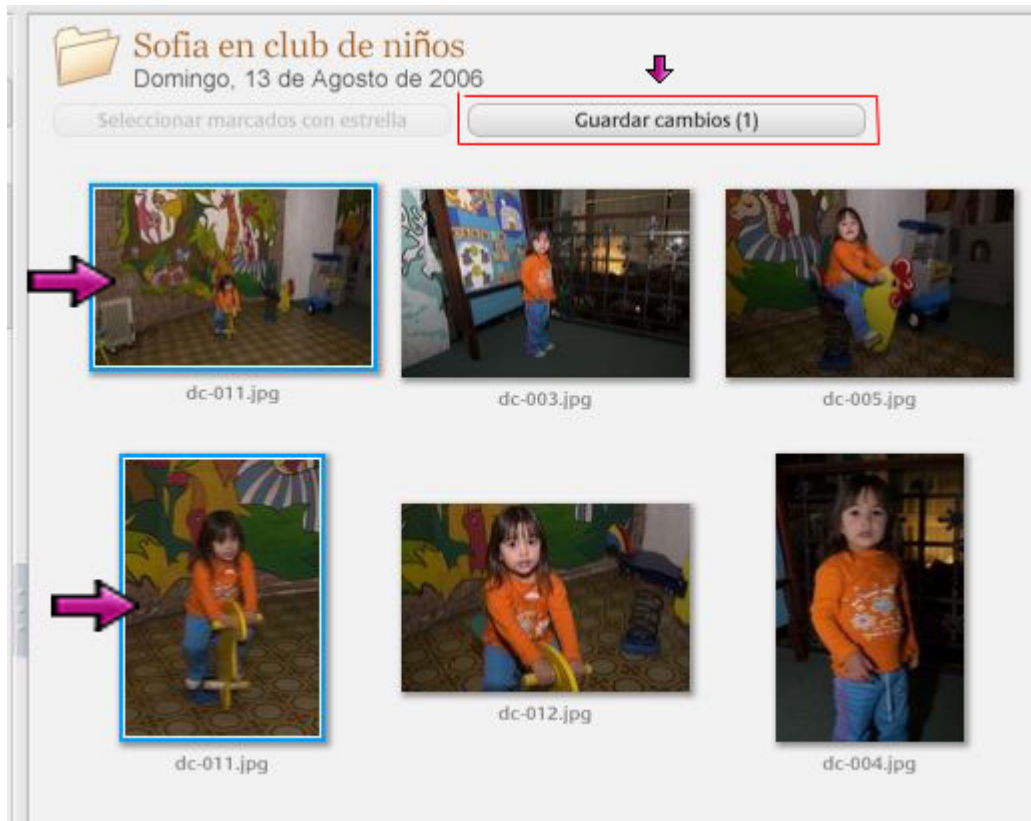 Sofia en club de niños
Domingo, 13 de Agosto de 2006
Seleccionar marcados con estrella
Guardar cambios (1)
dc-011.jpg
dc-003.jpg
dc-005.jpg
dc-011.jpg
dc-012.jpg
dc-004.jpg